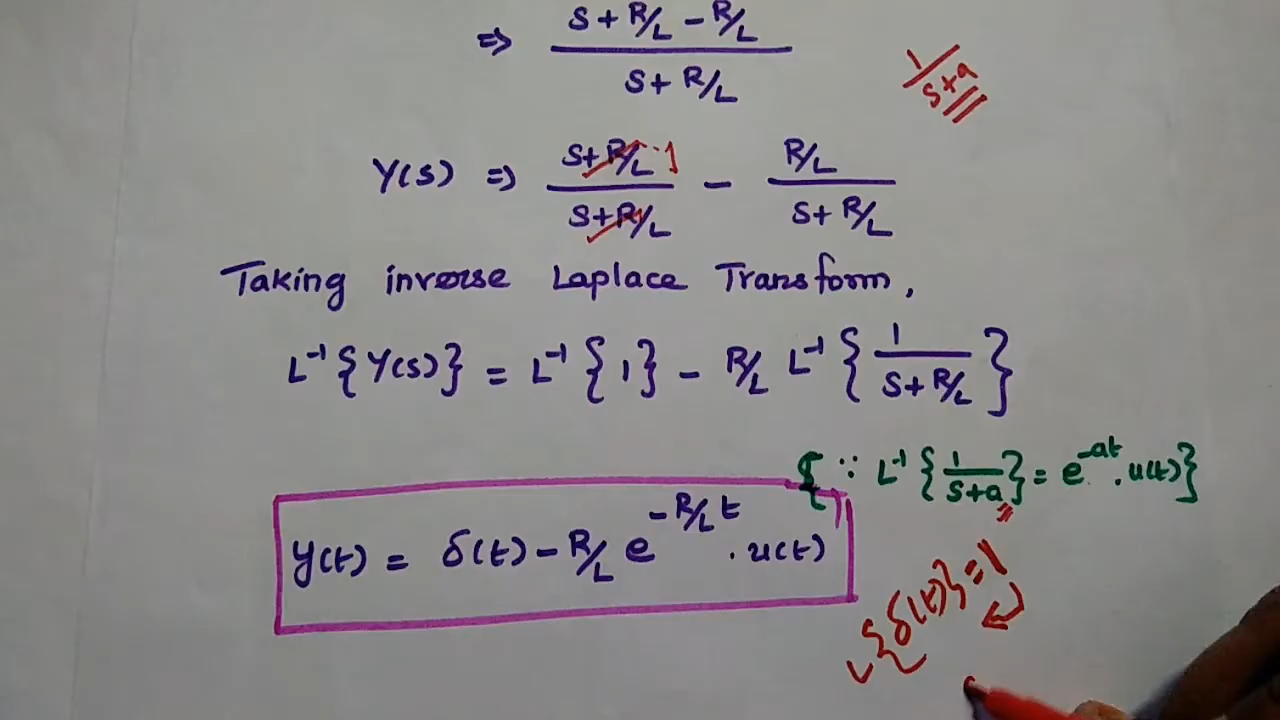 ⇒ (S + R/L − R/L) / (S + R/L)
1/(S+a)
Y(s) ⇒ (S+R/L · 1) / (S+R/L) − (R/L) / (S + R/L)
Taking inverse Laplace Transform,
L⁻¹{Y(s)} = L⁻¹{1} − R/L L⁻¹{1/(S+R/L)}
{∵ L⁻¹{1/(S+a)} = e^(-at) . u(t)}
y(t) = δ(t) − R/L e^(−R/L t) . u(t)
L{δ(t)} = 1